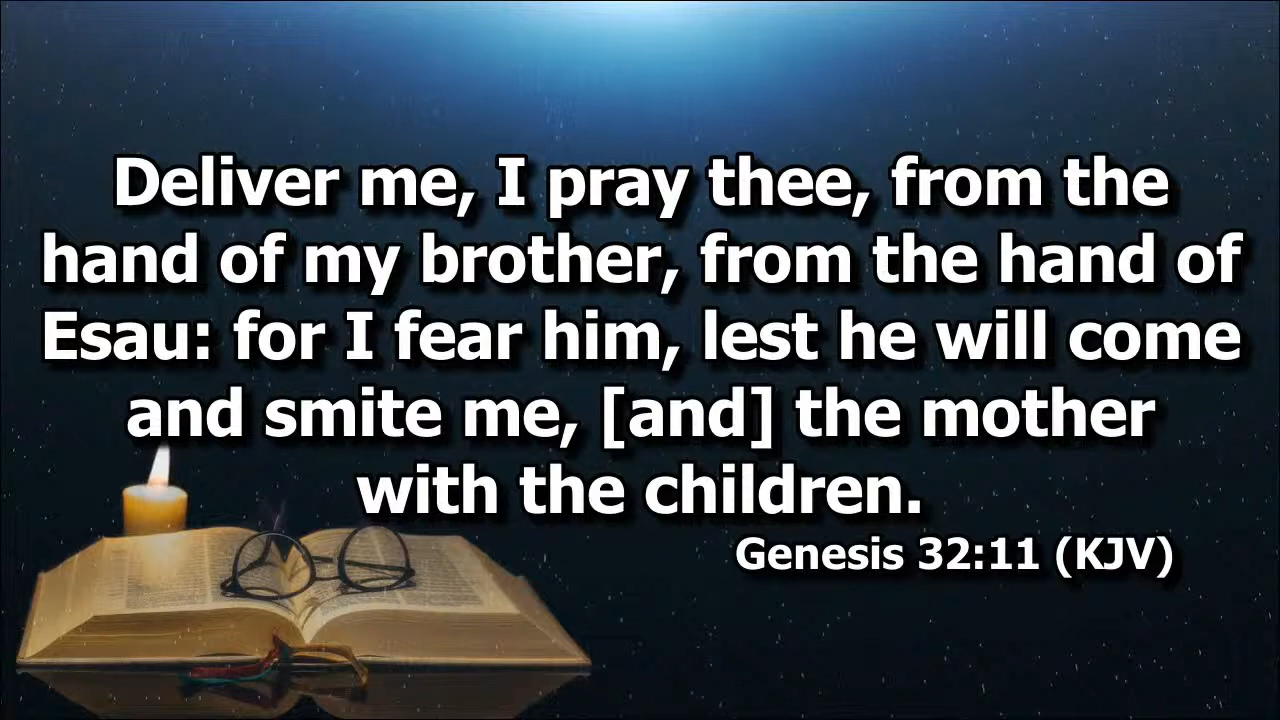 Deliver me, I pray thee, from the
hand of my brother, from the hand of
Esau: for I fear him, lest he will come
and smite me, [and] the mother
with the children.
Genesis 32:11 (KJV)